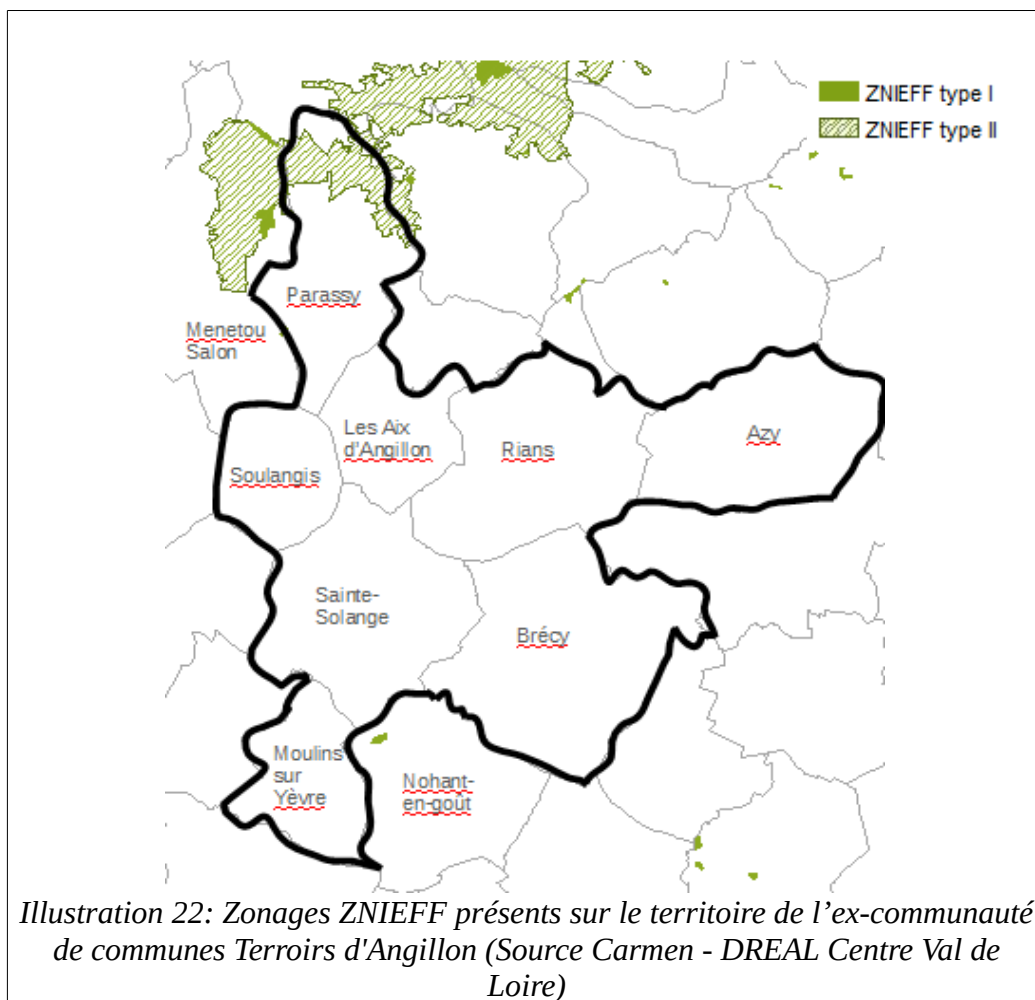 ZNIEFF type I
ZNIEFF type II
Parassy
Menetou
Salon
Les Aix
d'Angillon
Rians
Azy
Soulangis
Sainte-
Solange
Brécy
Moulins
sur
Yèvre
Nohant-
en-goût
Illustration 22: Zonages ZNIEFF présents sur le territoire de l'ex-communauté
de communes Terroirs d'Angillon (Source Carmen - DREAL Centre Val de
Loire)